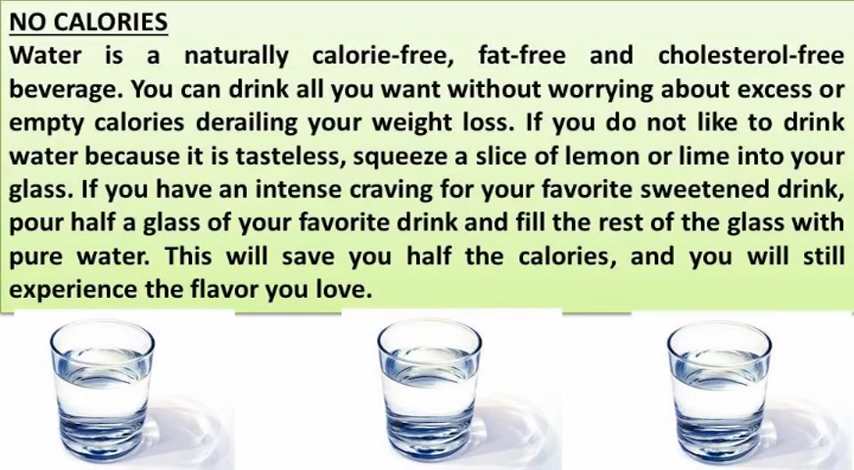 NO CALORIES
Water is a naturally calorie-free, fat-free and cholesterol-free
beverage. You can drink all you want without worrying about excess or
empty calories derailing your weight loss. If you do not like to drink
water because it is tasteless, squeeze a slice of lemon or lime into your
glass. If you have an intense craving for your favorite sweetened drink,
pour half a glass of your favorite drink and fill the rest of the glass with
pure water. This will save you half the calories, and you will still
experience the flavor you love.